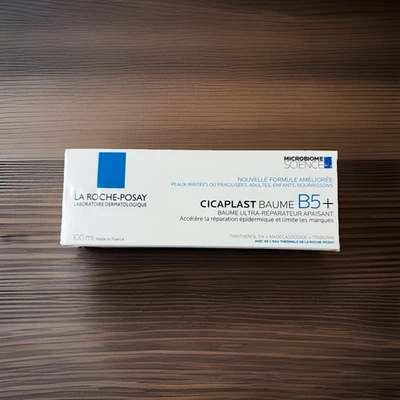 MICROBIOME
SCIENCE
NOUVELLE FORMULE AMÉLIORÉE
PEAUX IRRITÉES OU FRAGILISÉES, ADULTES, ENFANTS, NOURRISSONS
LA ROCHE-POSAY
LABORATOIRE DERMATOLOGIQUE
CICAPLAST BAUME B5+
BAUME ULTRA-RÉPARATEUR APAISANT
Accélère la réparation épidermique et limite les marques
100 ml Made in France
PANTHENOL 5% + MADECASSOSIDE + TRIBIOMA
AVEC DE L'EAU THERMALE DE LA ROCHE-POSAY